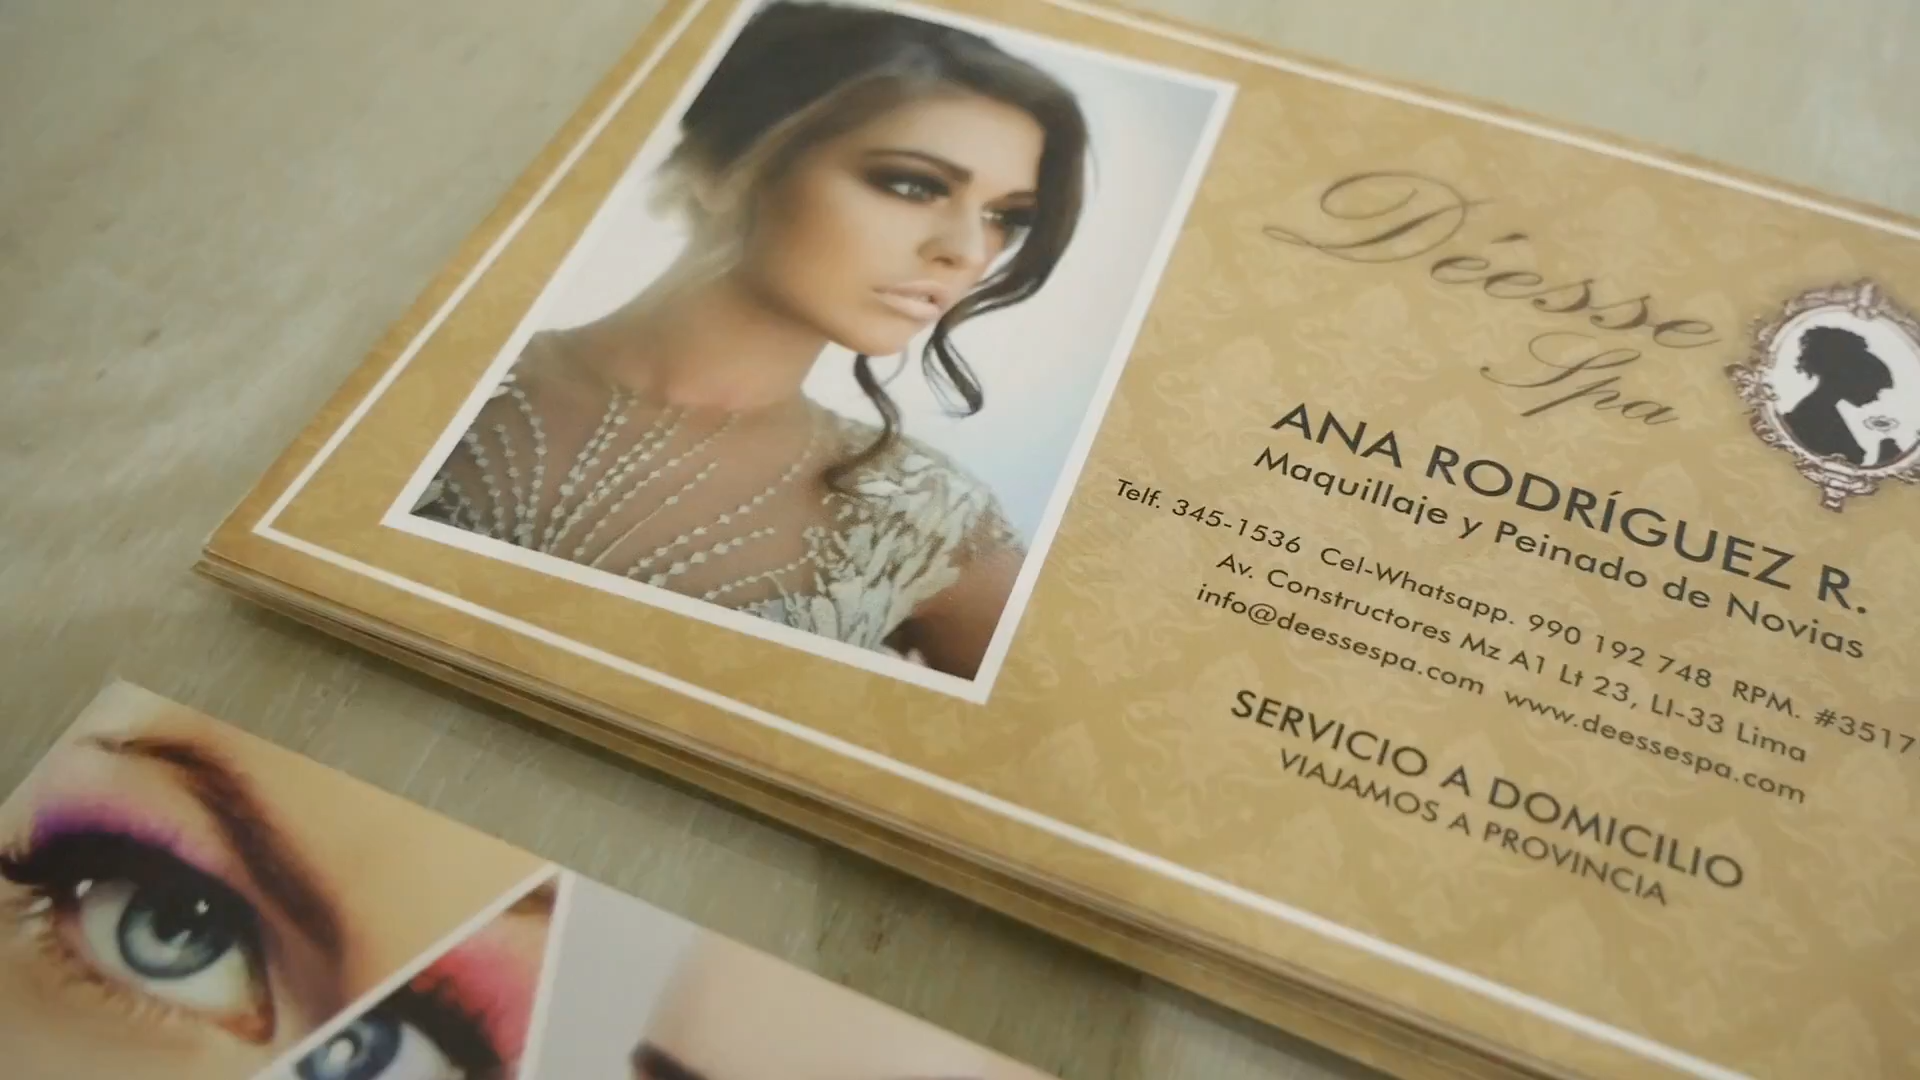 Déesse
Spa
ANA RODRÍGUEZ R.
Maquillaje y Peinado de Novias
Telf. 345-1536 Cel-Whatsapp. 990 192 748 RPM. #3517
Av. Constructores Mz A1 Lt 23, LI-33 Lima
info@deessespa.com www.deessespa.com
SERVICIO A DOMICILIO
VIAJAMOS A PROVINCIA